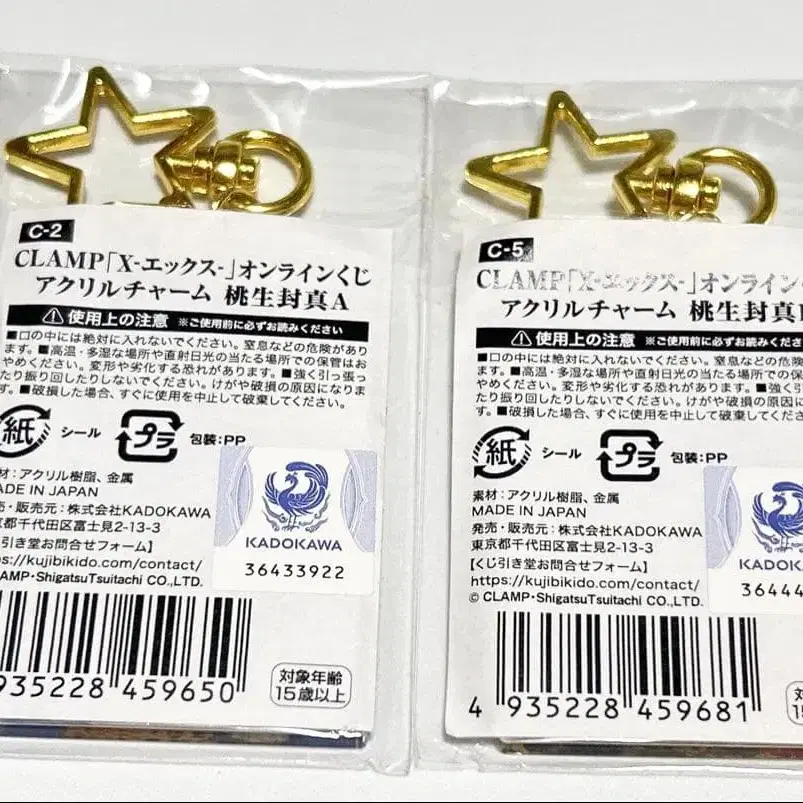 C-2
CLAMP「X-エックス-」オンラインくじ
アクリルチャーム 桃生封真A
使用上の注意 ※ご使用前に必ずお読みください
■口の中には絶対に入れないでください。窒息などの危険があり
ます。■高温・多湿な場所や直射日光の当たる場所での保管はお
やめください。変形や劣化する恐れがあります。■強く引っ張っ
たり振り回したりしないでください。けがや破損の原因になりま
す。■破損した場合、すぐに使用を中止して破棄してください。
紙 シール プラ 包装:PP
素材:アクリル樹脂、金属
MADE IN JAPAN
発売・販売元:株式会社KADOKAWA
東京都千代田区富士見2-13-3
【くじ引き堂お問合せフォーム】
https://kujibikido.com/contact/
CLAMP・ShigatsuTsuitachi CO.,LTD.
KADOKAWA
36433922
935228 459650
対象年齢
15歳以上
C-5
CLAMP「X-エックス-」オンライン
アクリルチャーム 桃生封真
使用上の注意 ※ご使用前に必ずお読みくだ
■口の中には絶対に入れないでください。窒息などの危険
ます。■高温・多湿な場所や直射日光の当たる場所での保管
やめください。変形や劣化する恐れがあります。■強く引
たり振り回したりしないでください。けがや破損の原因にな
す。■破損した場合、すぐに使用を中止して破棄してくださ
紙 シール プラ 包装:PP
素材:アクリル樹脂、金属
MADE IN JAPAN
発売・販売元:株式会社KADOKAWA
東京都千代田区富士見2-13-3
【くじ引き堂お問合せフォーム】
https://kujibikido.com/contact/
© CLAMP・ShigatsuTsuitachi CO.,LTD.
KADOKA
36444
4 935228 459681
対
15